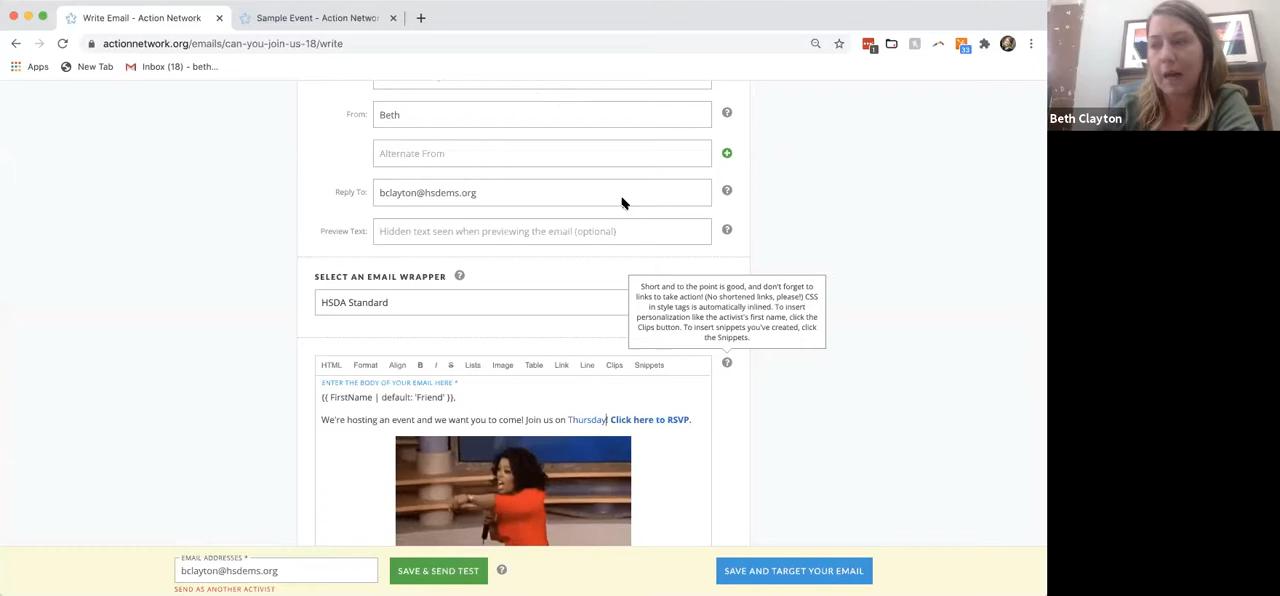 Write Email - Action Network
Sample Event - Action Networ
actionnetwork.org/emails/can-you-join-us-18/write
1
33
Apps
New Tab
Inbox (18) - beth...
Beth Clayton
From:
Beth
Alternate From
Reply To:
bclayton@hsdems.org
Preview Text:
Hidden text seen when previewing the email (optional)
SELECT AN EMAIL WRAPPER
HSDA Standard
Short and to the point is good, and don't forget to
links to take action! (No shortened links, please!) CSS
in style tags is automatically inlined. To insert
personalization like the activist's first name, click the
Clips button. To insert snippets you've created, click
the Snippets.
HTML Format Align B I S Lists Image Table Link Line Clips Snippets
ENTER THE BODY OF YOUR EMAIL HERE *
{{ FirstName | default: 'Friend' }},
We're hosting an event and we want you to come! Join us on Thursday! Click here to RSVP.
EMAIL ADDRESSES *
bclayton@hsdems.org
SAVE & SEND TEST
SAVE AND TARGET YOUR EMAIL
SEND AS ANOTHER ACTIVIST